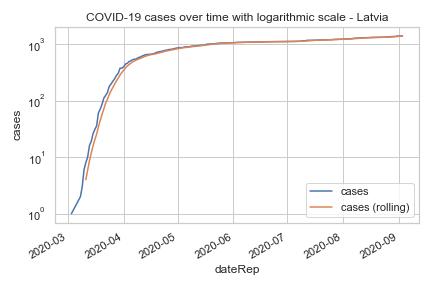 COVID-19 cases over time with logarithmic scale - Latvia
10³
10²
10¹
10⁰
cases
cases
cases (rolling)
2020-03
2020-04
2020-05
2020-06
2020-07
2020-08
2020-09
dateRep